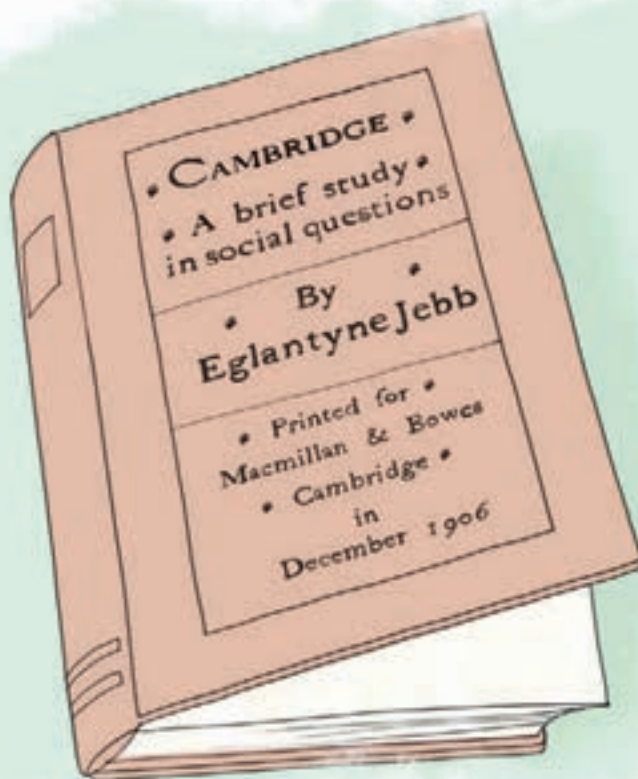 CAMBRIDGE
A brief study
in social questions
By
Eglantyne Jebb
Printed for
Macmillan & Bowes
Cambridge
in
December 1906